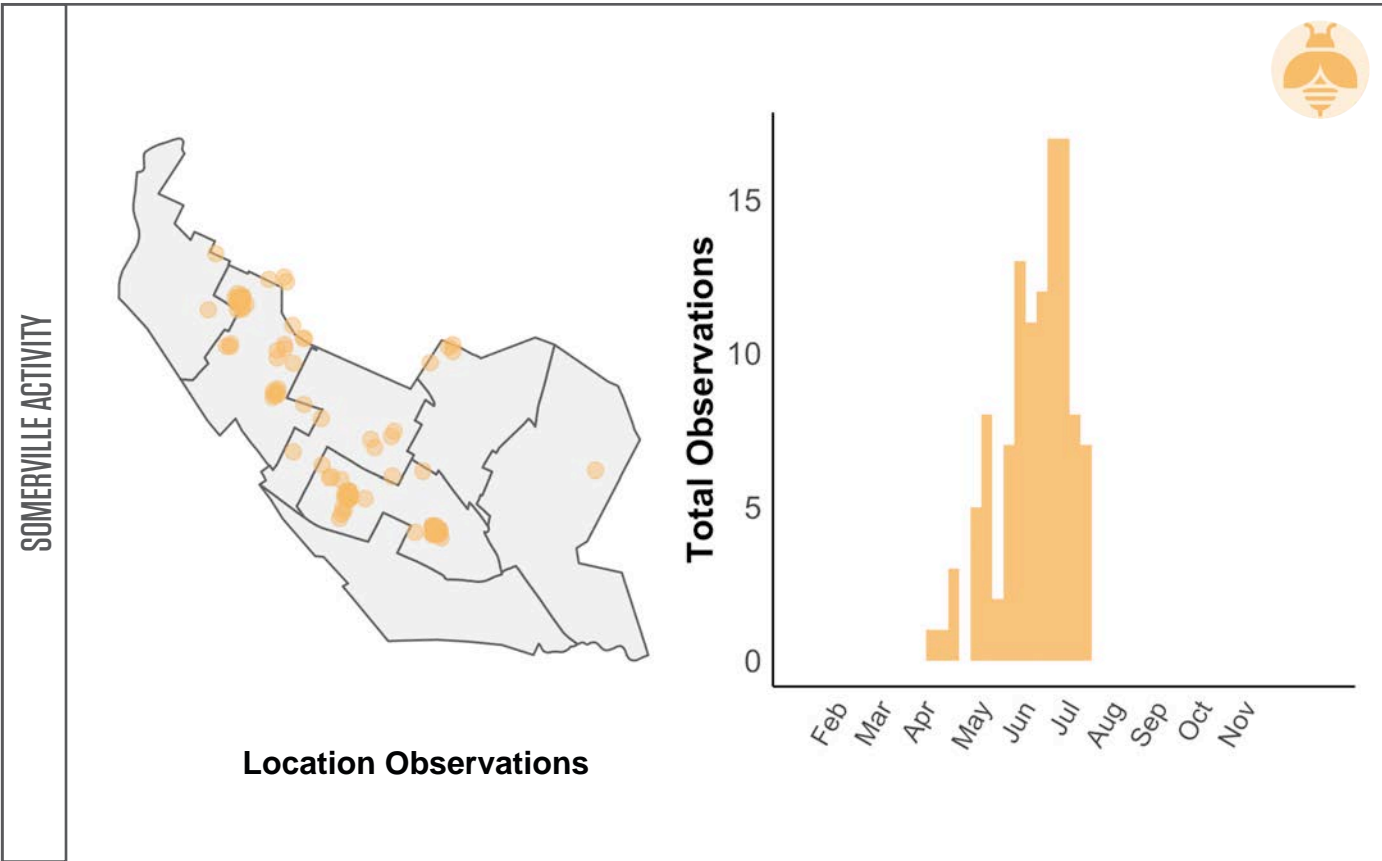 SOMERVILLE ACTIVITY
Location Observations
Total Observations
15
10
5
0
Feb
Mar
Apr
May
Jun
Jul
Aug
Sep
Oct
Nov